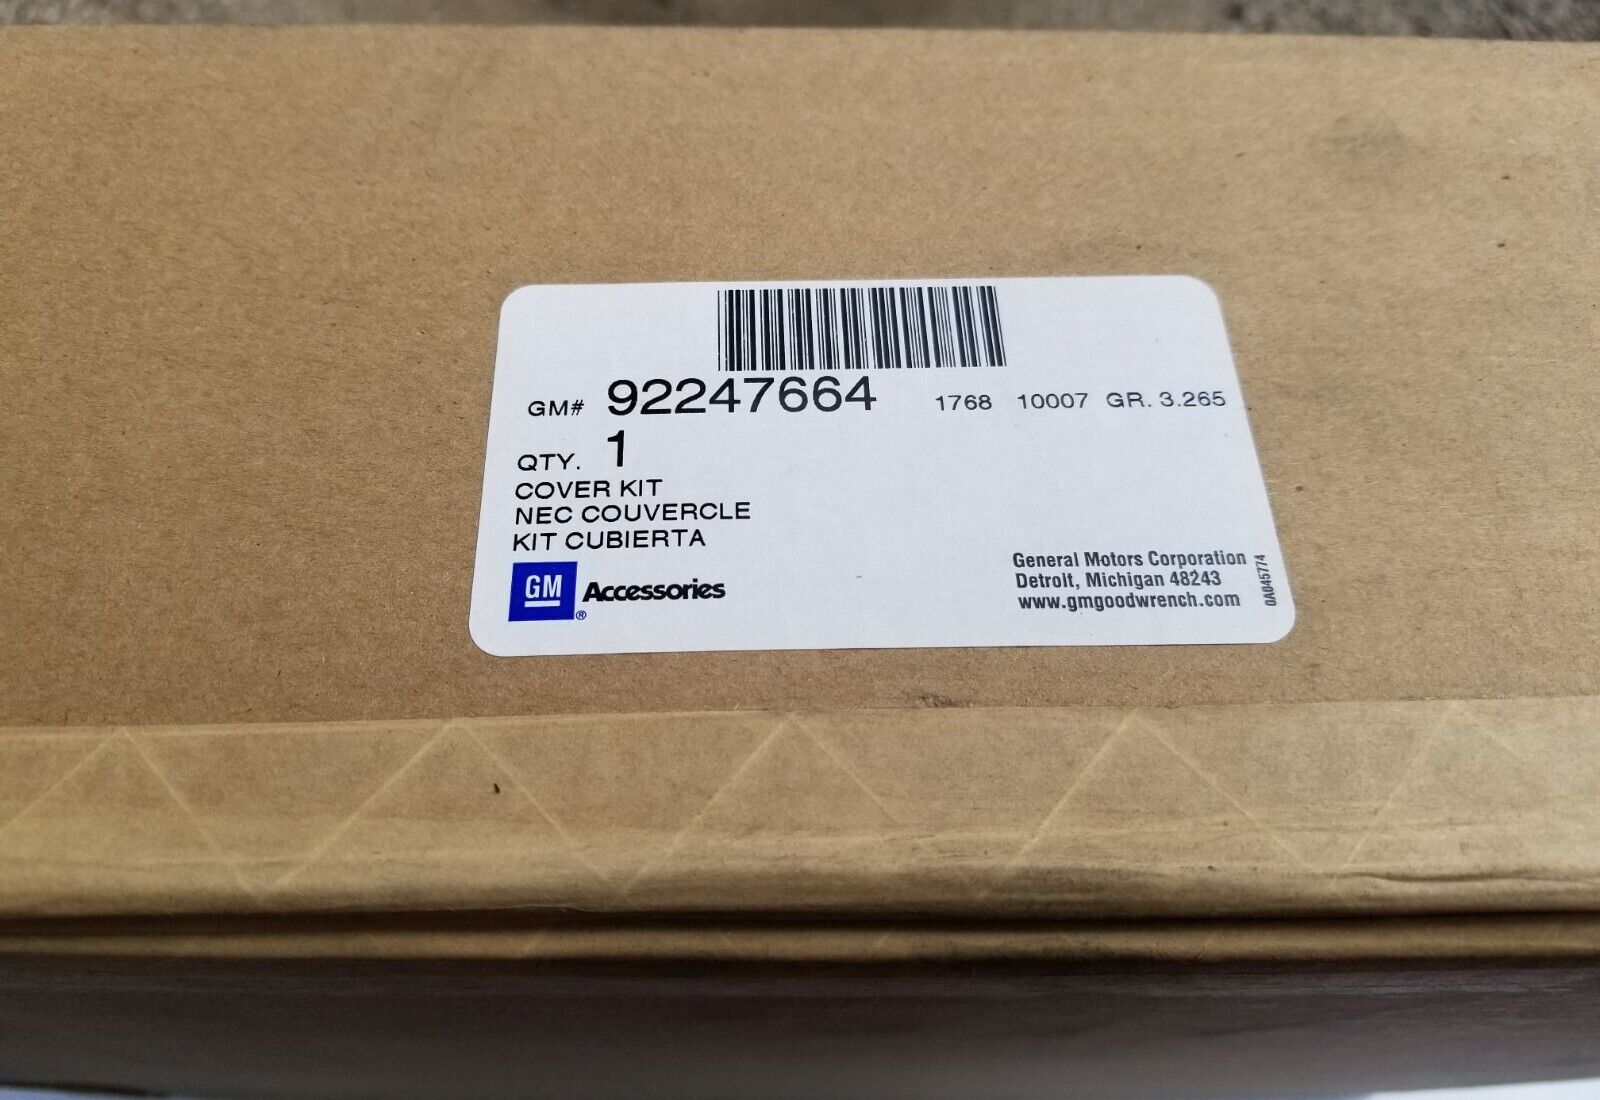 GM# 92247664 1768 10007 GR. 3.265
QTY. 1
COVER KIT
NEC COUVERCLE
KIT CUBIERTA
GM ® Accessories
General Motors Corporation
Detroit, Michigan 48243
www.gmgoodwrench.com
0A045774